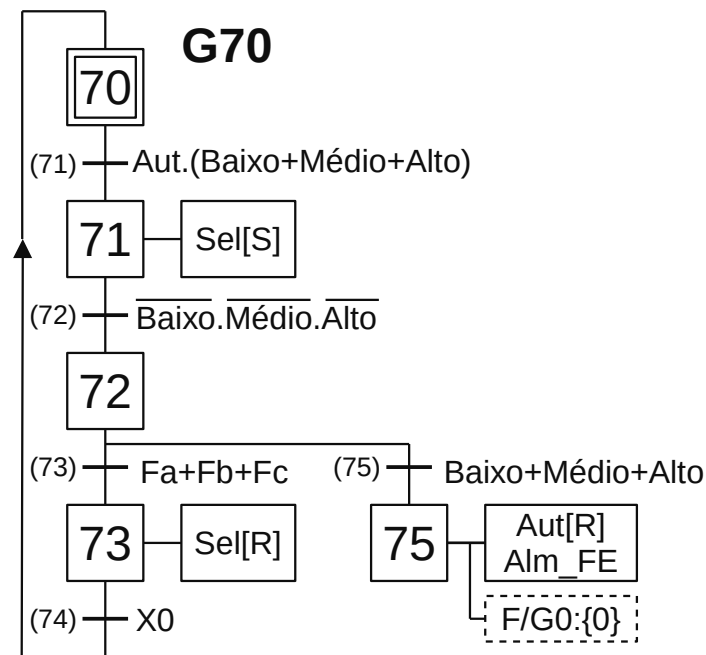 G70
70
(71) Aut.(Baixo+Médio+Alto)
71 Sel[S]
(72) Baixo.Médio.Alto
72
(73) Fa+Fb+Fc (75) Baixo+Médio+Alto
73 Sel[R] 75 Aut[R]
Alm_FE
(74) X0 F/G0:{0}